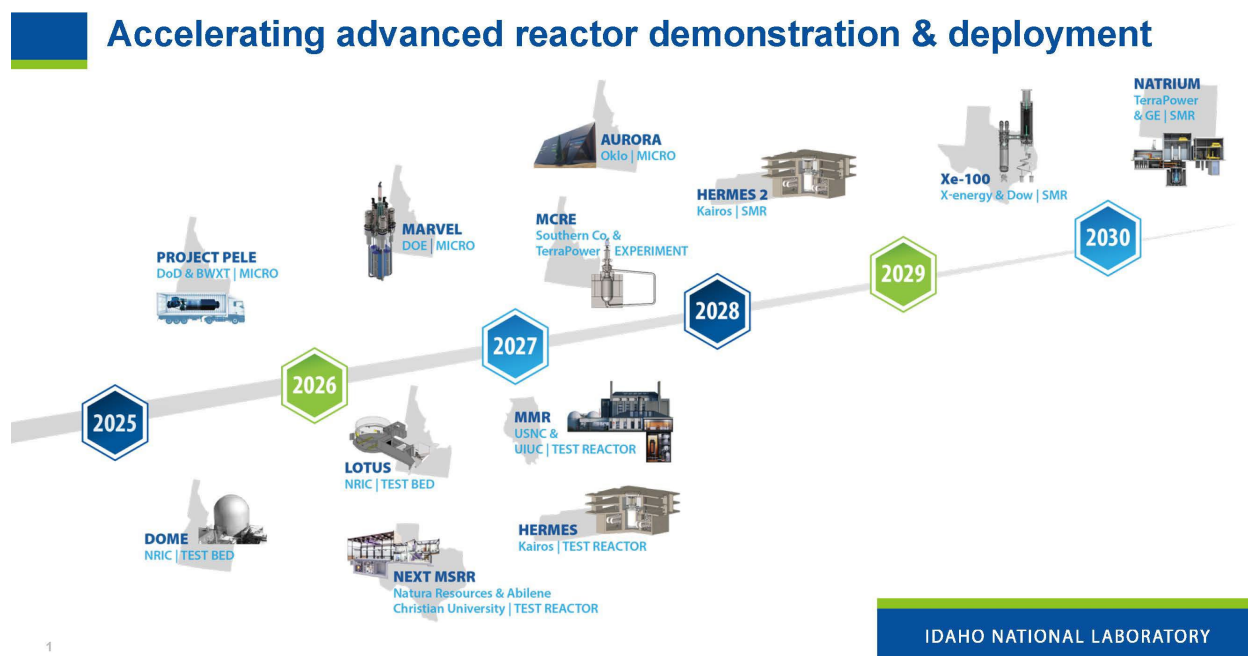 Accelerating advanced reactor demonstration & deployment
NATRIUM
TerraPower
& GE | SMR
AURORA
Oklo | MICRO
Xe-100
X-energy & Dow | SMR
HERMES 2
Kairos | SMR
MARVEL
DOE | MICRO
MCRE
Southern Co. &
TerraPower | EXPERIMENT
PROJECT PELE
DoD & BWXT | MICRO
2030
2029
2028
2027
2026
2025
MMR
USNC &
UIUC | TEST REACTOR
LOTUS
NRIC | TEST BED
HERMES
Kairos | TEST REACTOR
DOME
NRIC | TEST BED
NEXT MSRR
Natura Resources & Abilene
Christian University | TEST REACTOR
IDAHO NATIONAL LABORATORY
1